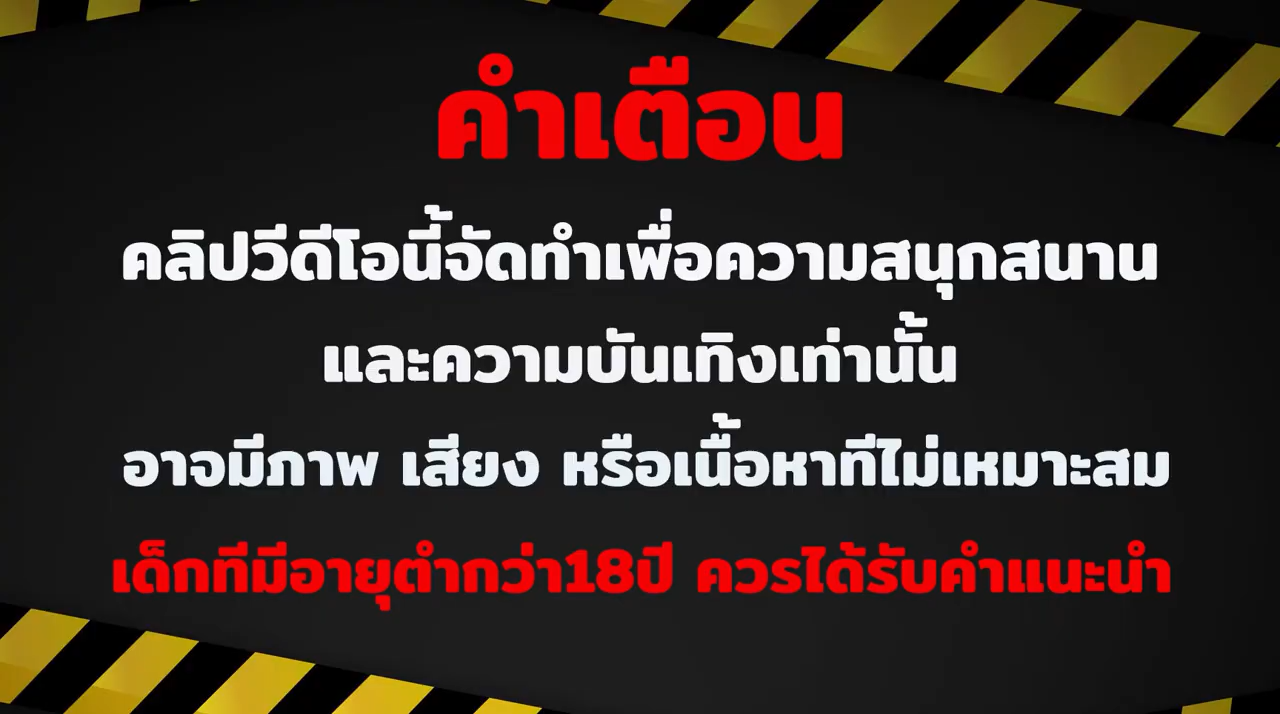 คำเตือน
คลิปวีดีโอนี้จัดทำเพื่อความสนุกสนาน
และความบันเทิงเท่านั้น
อาจมีภาพ เสียง หรือเนื้อหาทีไม่เหมาะสม
เด็กทีมีอายุตำกว่า18ปี ควรได้รับคำแนะนำ